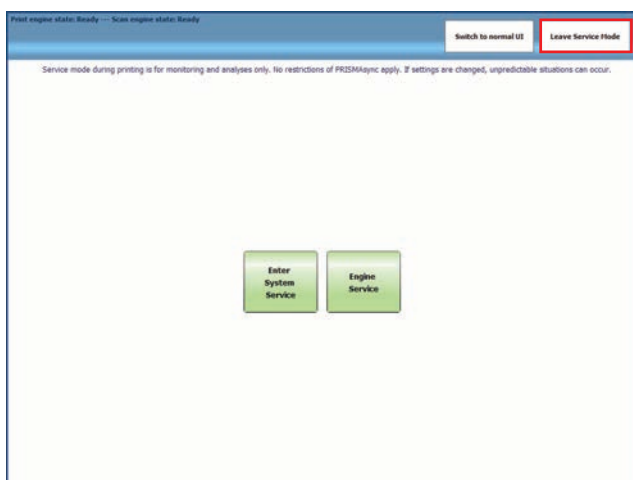 Print engine state: Ready --- Scan engine state: Ready
Switch to normal UI
Leave Service Mode
Service mode during printing is for monitoring and analyses only. No restrictions of PRISMAsync apply. If settings are changed, unpredictable situations can occur.
Enter
System
Service
Engine
Service